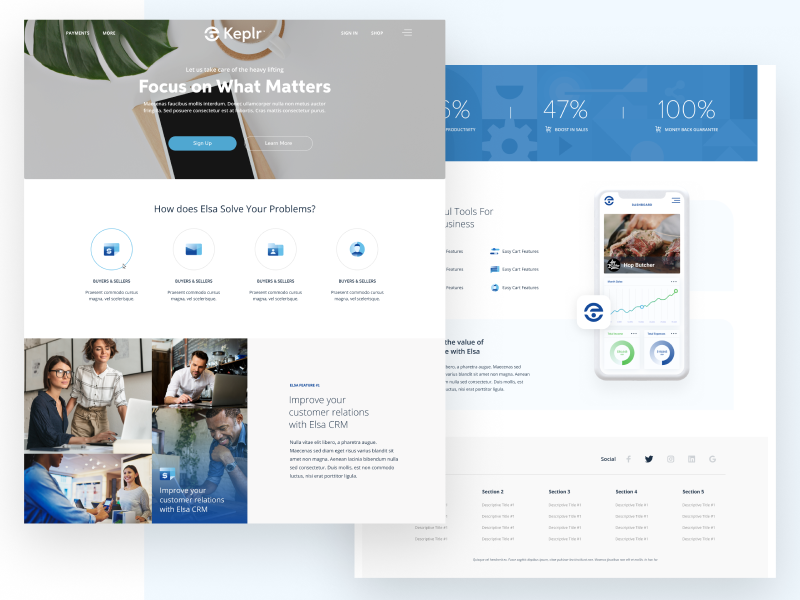 PAYMENTS MORE Keplr SIGN IN SHOP
Let us take care of the heavy lifting
Focus on What Matters
Maecenas faucibus mollis interdum. Donec ullamcorper nulla non metus auctor
fringilla. Sed posuere consectetur est at lobortis. Cras mattis consectetur purus.
Sign Up Learn More
How does Elsa Solve Your Problems?
BUYERS & SELLERS BUYERS & SELLERS BUYERS & SELLERS BUYERS & SELLERS
Praesent commodo cursus Praesent commodo cursus Praesent commodo cursus Praesent commodo cursus
magna, vel scelerisque. magna, vel scelerisque. magna, vel scelerisque. magna, vel scelerisque.
Improve your
customer relations
with Elsa CRM
ELSA FEATURE #1
Improve your
customer relations
with Elsa CRM
Nulla vitae elit libero, a pharetra augue.
Maecenas sed diam eget risus varius blandit sit
amet non magna. Aenean lacinia bibendum nulla
sed consectetur. Duis mollis, est non commodo
luctus, nisi erat porttitor ligula.
6% 47% 100%
PRODUCTIVITY BOOST IN SALES MONEY BACK GUARANTEE
ul Tools For
usiness
Features Easy Cart Features
Features Easy Cart Features
Features Easy Cart Features
the value of
e with Elsa
libero, a pharetra augue. Maecenas sed
varius blandit sit amet non magna. Aenean
nulla sed consectetur. Duis mollis, est
luctus, nisi erat porttitor ligula.
DASHBOARD
Hop Butcher
Social
Section 2 Section 3 Section 4 Section 5
Descriptive Title #1 Descriptive Title #1 Descriptive Title #1 Descriptive Title #1
Descriptive Title #1 Descriptive Title #1 Descriptive Title #1 Descriptive Title #1
Descriptive Title #1 Descriptive Title #1 Descriptive Title #1 Descriptive Title #1 Descriptive Title #1
Descriptive Title #1 Descriptive Title #1 Descriptive Title #1 Descriptive Title #1 Descriptive Title #1